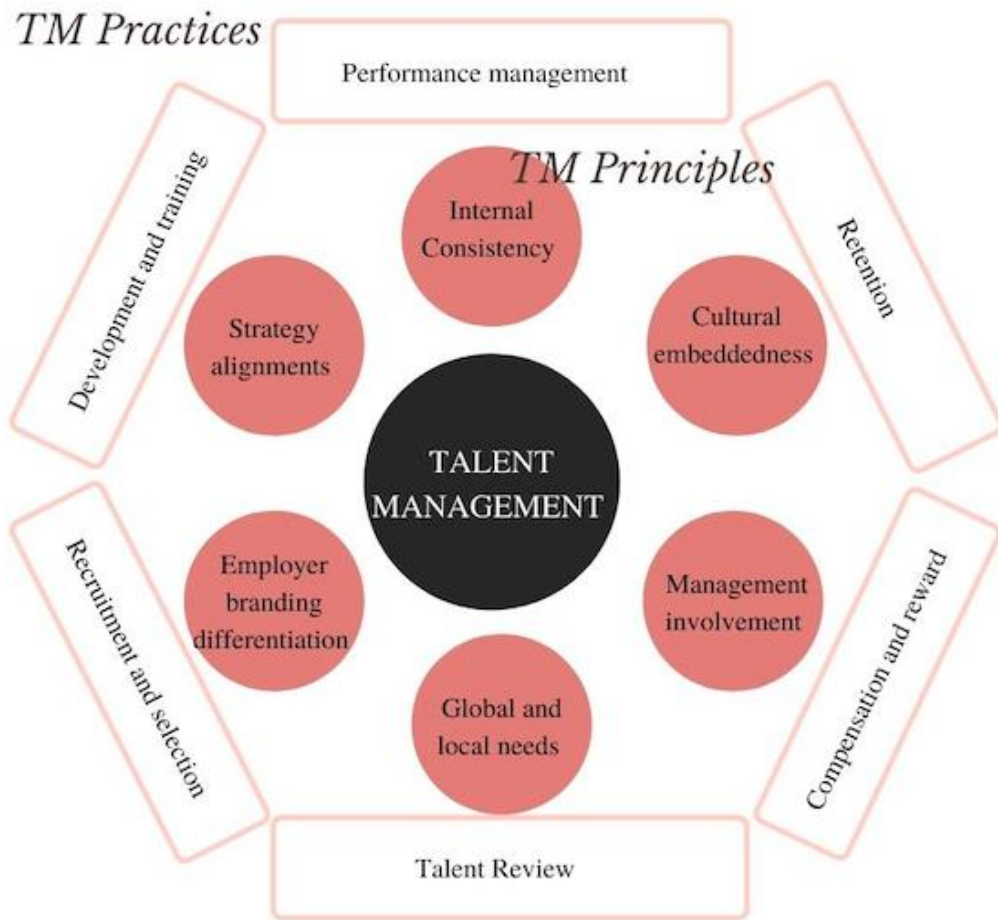 TM Practices
Performance management
TM Principles
Development and training
Retention
Internal
Consistency
Strategy
alignments
Cultural
embeddedness
TALENT
MANAGEMENT
Employer
branding
differentiation
Management
involvement
Recruitment and selection
Compensation and reward
Global and
local needs
Talent Review